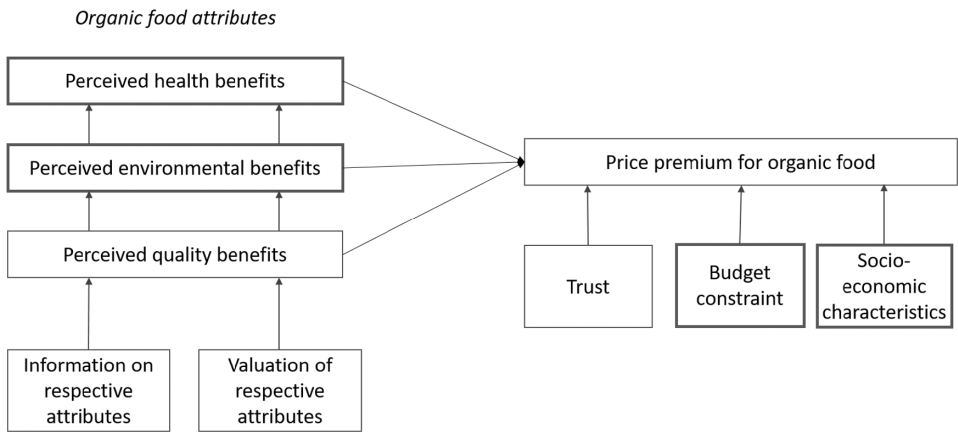 Organic food attributes
Perceived health benefits
Perceived environmental benefits
Perceived quality benefits
Information on
respective
attributes
Valuation of
respective
attributes
Price premium for organic food
Trust
Budget
constraint
Socio-
economic
characteristics